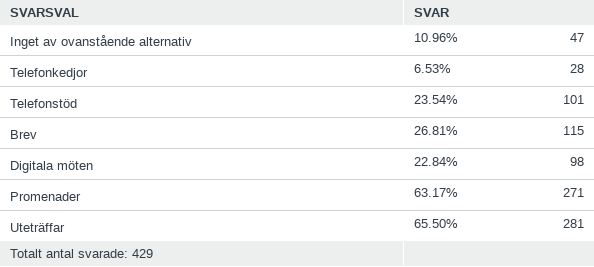 SVARSVAL SVAR
Inget av ovanstående alternativ 10.96% 47
Telefonkedjor 6.53% 28
Telefonstöd 23.54% 101
Brev 26.81% 115
Digitala möten 22.84% 98
Promenader 63.17% 271
Uteträffar 65.50% 281
Totalt antal svarade: 429